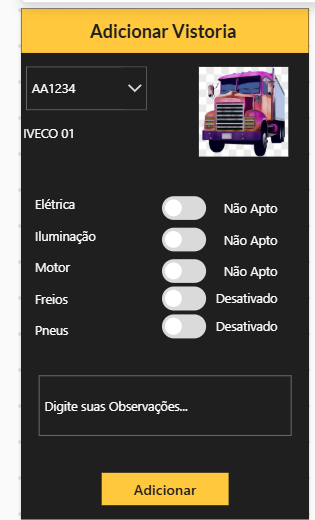 Adicionar Vistoria
AA1234
IVECO 01
Elétrica Não Apto
Iluminação Não Apto
Motor Não Apto
Freios Desativado
Pneus Desativado
Digite suas Observações...
Adicionar